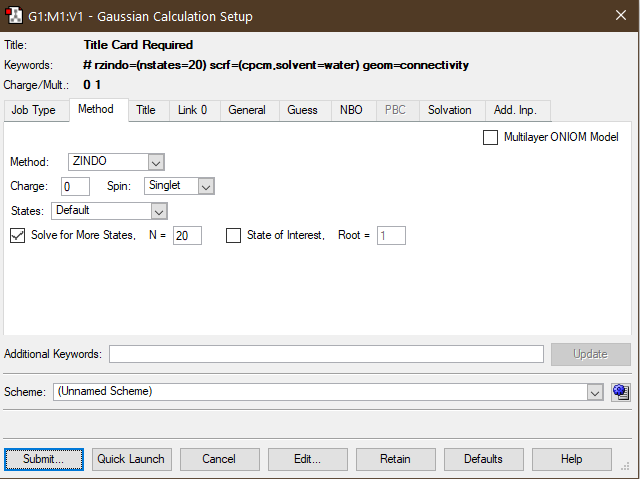 G1:M1:V1 - Gaussian Calculation Setup
Title: Title Card Required
Keywords: # rzindo=(nstates=20) scrf=(cpcm,solvent=water) geom=connectivity
Charge/Mult.: 0 1
Job Type Method Title Link 0 General Guess NBO PBC Solvation Add. Inp.
Multilayer ONIOM Model
Method: ZINDO
Charge: 0 Spin: Singlet
States: Default
Solve for More States, N = 20 State of Interest, Root = 1
Additional Keywords: Update
Scheme: (Unnamed Scheme)
Submit... Quick Launch Cancel Edit... Retain Defaults Help